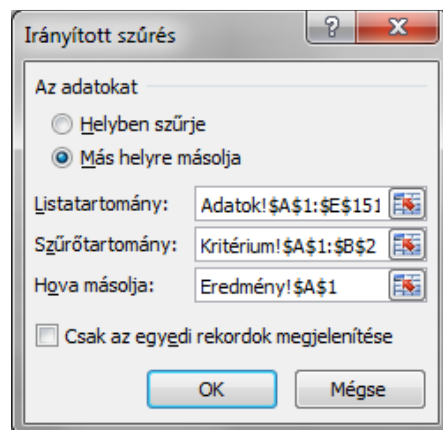 Irányított szűrés
Az adatokat
Helyben szűrje
Más helyre másolja
Listatartomány: Adatok!$A$1:$E$151
Szűrőtartomány: Kritérium!$A$1:$B$2
Hova másolja: Eredmény!$A$1
Csak az egyedi rekordok megjelenítése
OK Mégse